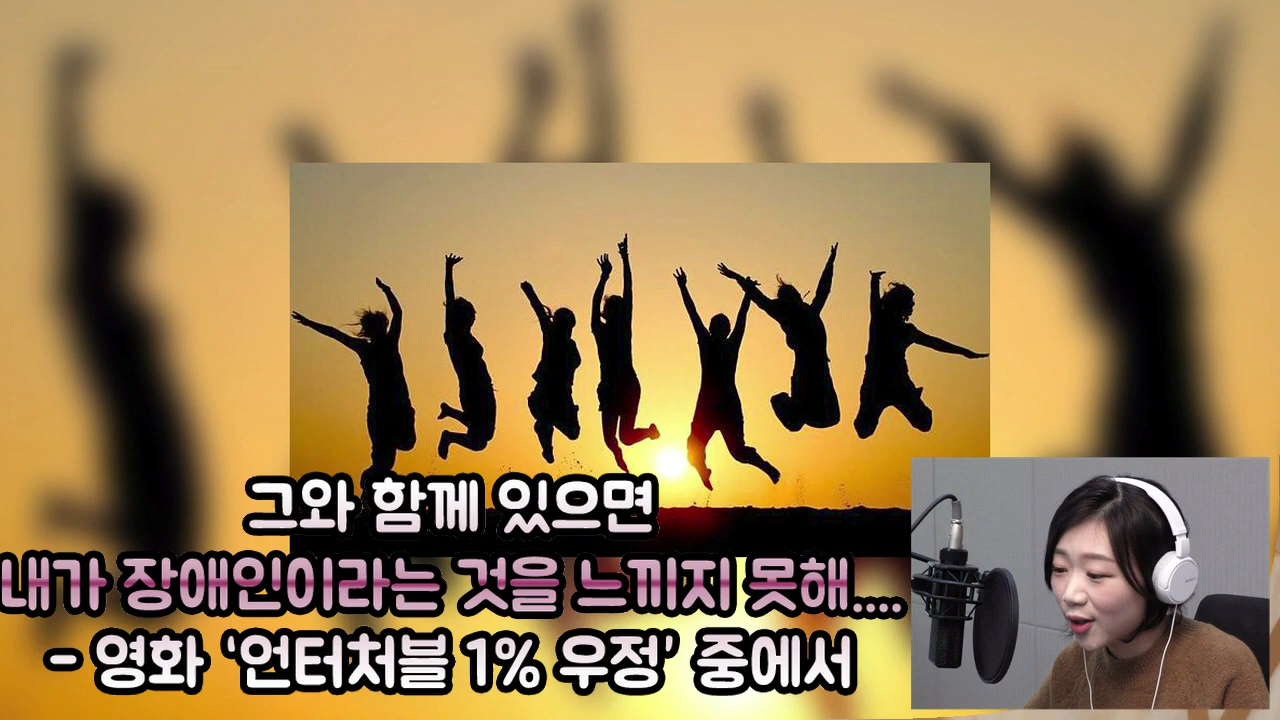 그와 함께 있으면
내가 장애인이라는 것을 느끼지 못해....
- 영화 '언터처블 1% 우정' 중에서